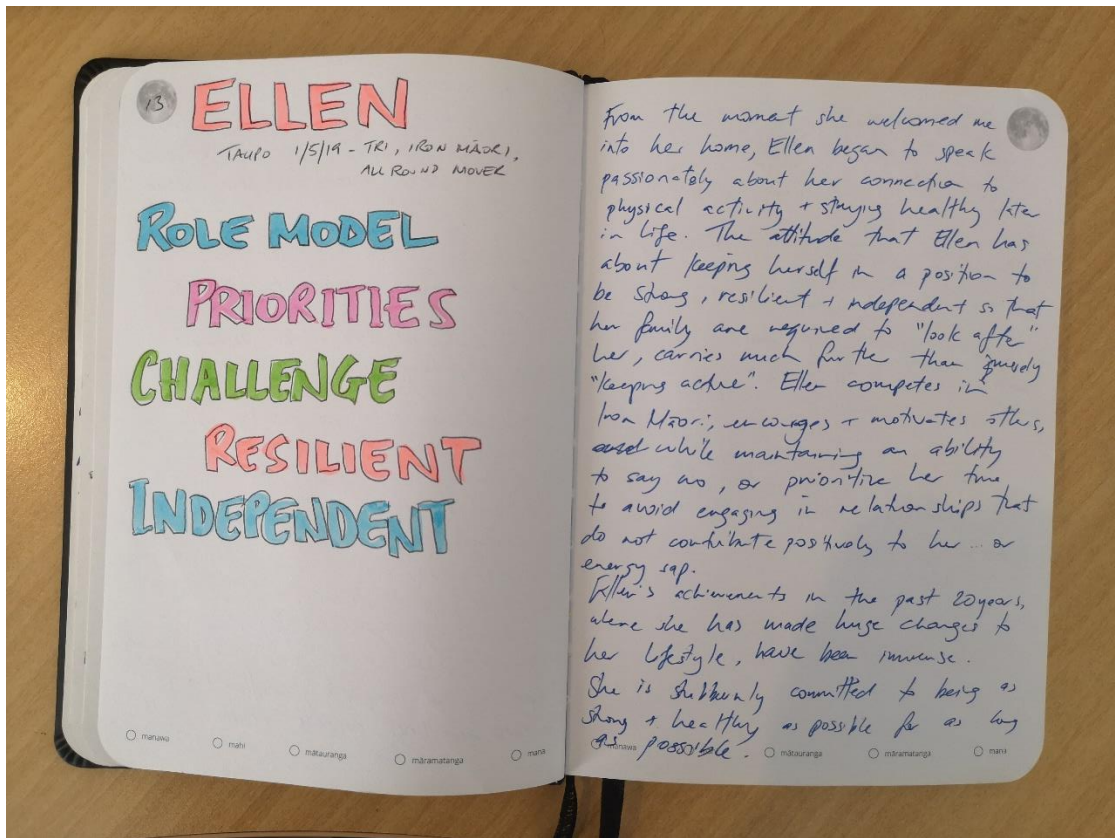 13
ELLEN
TAUPO 1/5/19 - TRI, IRON MĀORI,
ALL ROUND MOVER
ROLE MODEL
PRIORITIES
CHALLENGE
RESILIENT
INDEPENDENT
manawa
mahi
mātauranga
māramatanga
mana
From the moment she welcomed me
into her home, Ellen began to speak
passionately about her connection to
physical activity + staying healthy later
in life. The attitude that Ellen has
about keeping herself in a position to
be strong, resilient + independent so that
her family are required to "look after"
her, carries much further than merely
"keeping active". Ellen competes in
Iron Māori, encourages + motivates others,
while maintaining an ability
to say no, or prioritize her time
to avoid engaging in relationships that
do not contribute positively to her... or
energy sap.
Ellen's achievements in the past 20 years,
where she has made huge changes to
her lifestyle, have been immense.
She is stubbornly committed to being as
strong + healthy as possible for as long
as possible.
manawa
mātauranga
māramatanga
mana